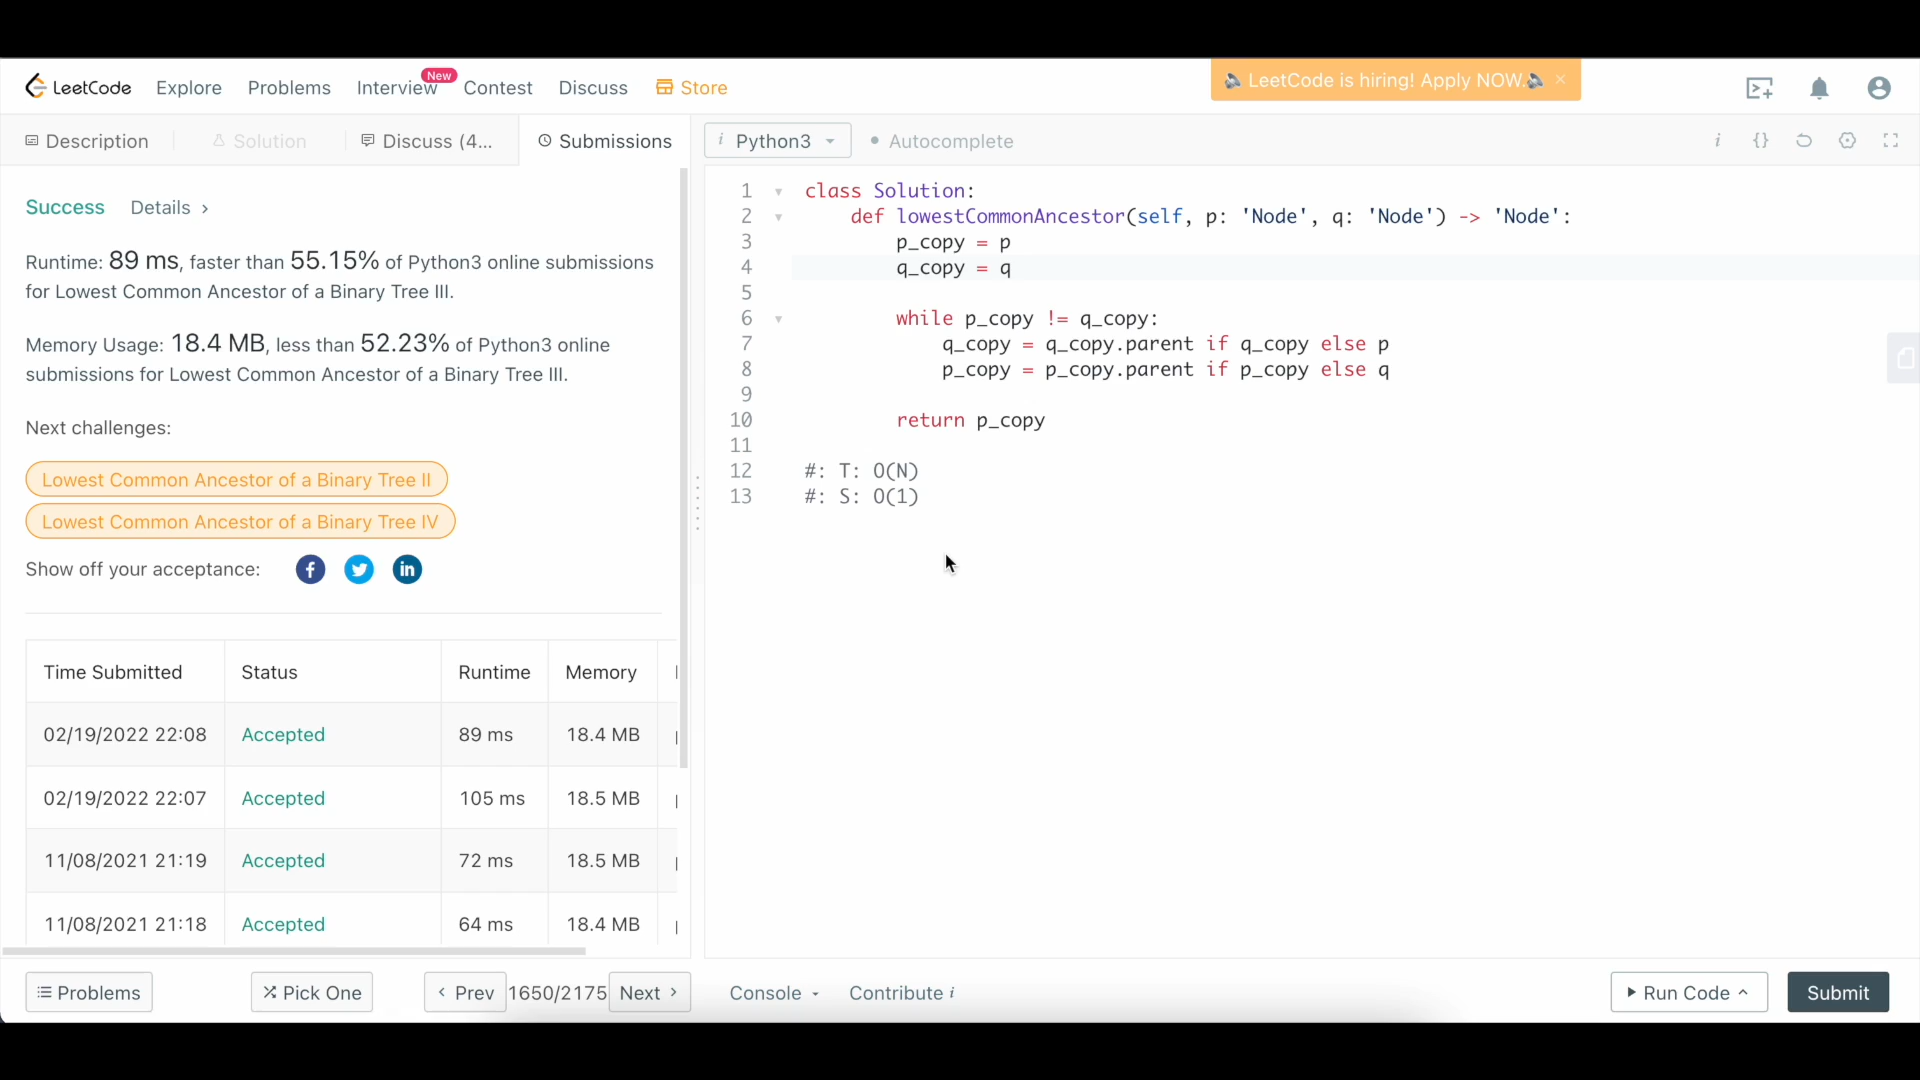 LeetCode
Explore
Problems
Interview
New
Contest
Discuss
Store
LeetCode is hiring! Apply NOW.
Description
Solution
Discuss (4...
Submissions
Success
Details
Runtime: 89 ms, faster than 55.15% of Python3 online submissions
for Lowest Common Ancestor of a Binary Tree III.
Memory Usage: 18.4 MB, less than 52.23% of Python3 online
submissions for Lowest Common Ancestor of a Binary Tree III.
Next challenges:
Lowest Common Ancestor of a Binary Tree II
Lowest Common Ancestor of a Binary Tree IV
Show off your acceptance:
Time Submitted Status Runtime Memory
02/19/2022 22:08 Accepted 89 ms 18.4 MB
02/19/2022 22:07 Accepted 105 ms 18.5 MB
11/08/2021 21:19 Accepted 72 ms 18.5 MB
11/08/2021 21:18 Accepted 64 ms 18.4 MB
Problems
Pick One
Prev
1650/2175
Next
i Python3
Autocomplete
i {}
1 class Solution:
2 def lowestCommonAncestor(self, p: 'Node', q: 'Node') -> 'Node':
3 p_copy = p
4 q_copy = q
5
6 while p_copy != q_copy:
7 q_copy = q_copy.parent if q_copy else p
8 p_copy = p_copy.parent if p_copy else q
9
10 return p_copy
11
12 #: T: O(N)
13 #: S: O(1)
Console
Contribute i
Run Code
Submit